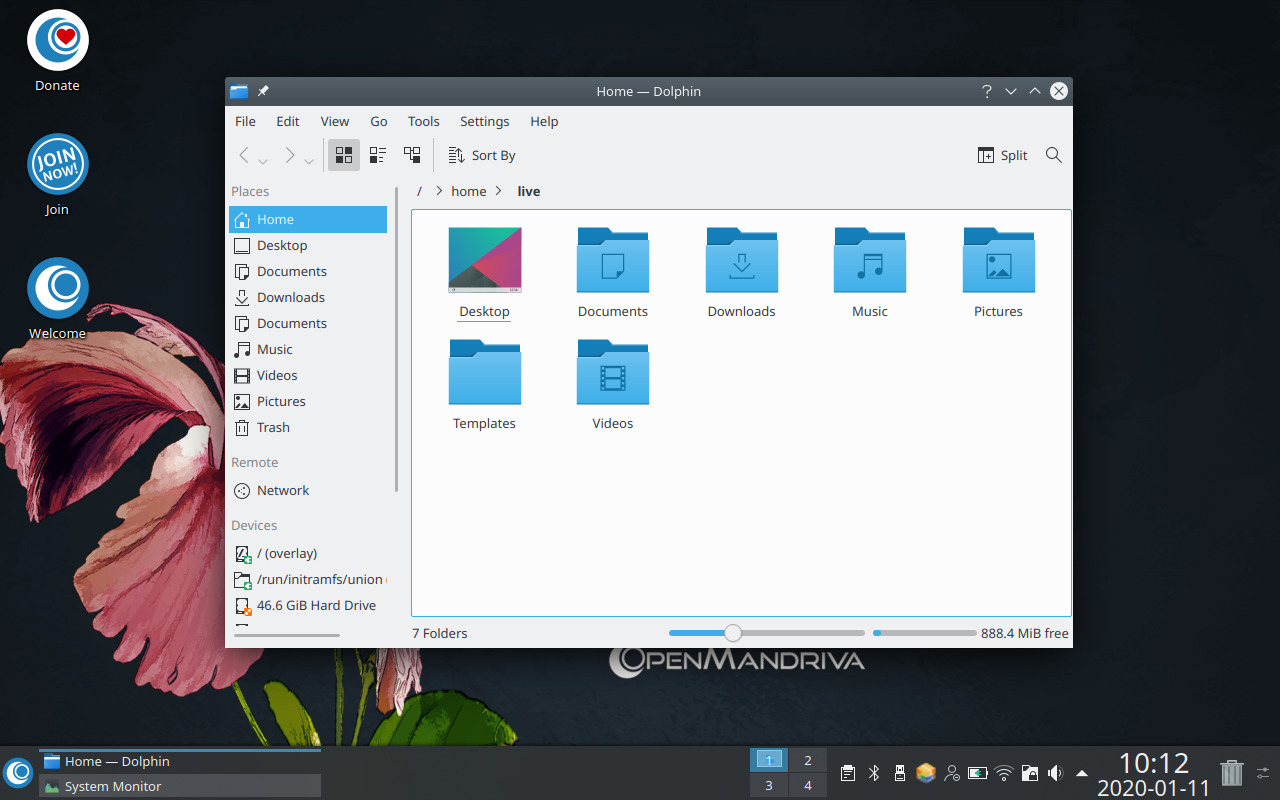 Donate
JOIN NOW!
Join
Welcome
Home — Dolphin
File Edit View Go Tools Settings Help
Sort By Split
Places
/ > home > live
Home
Desktop
Documents
Downloads
Documents
Music
Videos
Pictures
Trash
Remote
Network
Devices
/ (overlay)
/run/initramfs/union
46.6 GiB Hard Drive
Desktop Documents Downloads Music Pictures
Templates Videos
7 Folders 888.4 MiB free
OpenMandriva
Home — Dolphin
System Monitor
1 2
3 4
10:12
2020-01-11